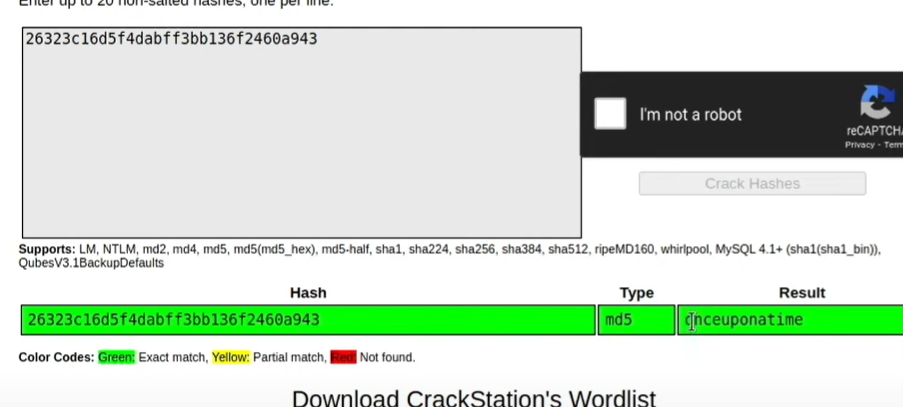 Enter up to 20 non-salted hashes, one per line:
26323c16d5f4dabff3bb136f2460a943
I'm not a robot
reCAPTCHA
Privacy - Term
Crack Hashes
Supports: LM, NTLM, md2, md4, md5, md5(md5_hex), md5-half, sha1, sha224, sha256, sha384, sha512, ripeMD160, whirlpool, MySQL 4.1+ (sha1(sha1_bin)),
QubesV3.1BackupDefaults
Hash Type Result
26323c16d5f4dabff3bb136f2460a943 md5 onceuponatime
Color Codes: Green: Exact match, Yellow: Partial match, Red: Not found.
Download CrackStation's Wordlist